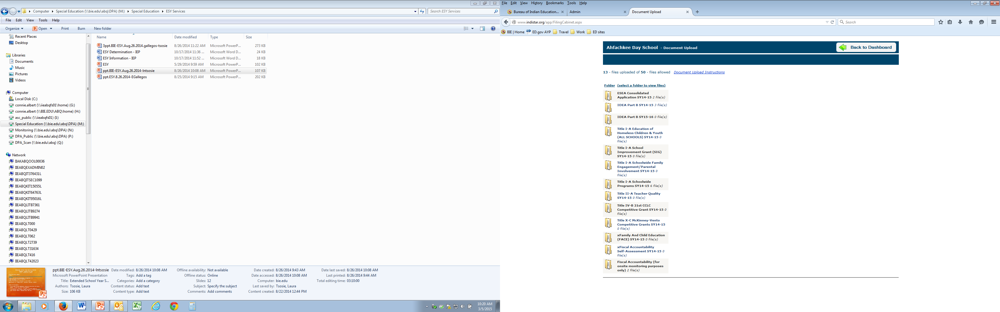 Computer ▸ Special Education (\\bie.edu\abq\DPA) (M:) ▸ Special Education ▸ ESY Services
Search ESY Services
File Edit View Tools Help
Organize Open Print Burn New folder
Recent Places
Desktop
Libraries
Documents
Music
Pictures
Videos
Computer
Local Disk (C:)
connie.albert (\\iieabqfs01\home) (G:)
connie.albert (\\BIE.EDU\ABQ\home) (H:)
asc_public (\\iieabqfs01) (I:)
Special Education (\\bie.edu\abq\DPA) (M:)
Monitoring (\\bie.edu\abq\DPA) (N:)
DPA_Public (\\bie.edu\abq\DPA) (P:)
DPA_Scan (\\bie.edu\abq) (Q:)
Network
IIAKABQOOL00036
IIEABQEXADMIN02
IIEABQIT376431L
IIEABQITSEC1099
IIEABQKIT15055L
IIEABQKIT64763L
IIEABQKIT95016L
IIEABQLITB7361
IIEABQLITB9274
IIEABQLITB9941
IIEABQLT000
IIEABQLT0429
IIEABQLT062
IIEABQLT2739
IIEABQLT31634
IIEABQLT416
IIEABQLT42023
Name Date modified Type Size
3ppt.BIE-ESY.Aug.26.2014.gallegos-tsosie 8/26/2014 11:22 AM Microsoft PowerP... 273 KB
ESY Determination - IEP 10/17/2014 11:36 ... Microsoft Word D... 24 KB
ESY Information - IEP 10/17/2014 11:52 ... Microsoft Word D... 18 KB
ESY 5/29/2014 9:59 AM Microsoft PowerP... 102 KB
ppt.BIE-ESY.Aug.26.2014-lntsosie 8/26/2014 10:08 AM Microsoft PowerP... 107 KB
ppt.ESY.8.26.2014-EGallegos 8/25/2014 9:15 AM Microsoft PowerP... 202 KB
ppt.BIE-ESY.Aug.26.2014-lntsosie Date modified: 8/26/2014 10:08 AM Offline availability: Not available Date created: 8/26/2014 9:43 AM Date last saved: 8/26/2014 10:08 AM
Microsoft PowerPoint Presentation Tags: Add a tag Offline status: Online Date accessed: 8/26/2014 10:08 AM Last printed: 8/26/2014 9:44 AM
Title: Extended School Year S... Categories: Add a category Slides: 12 Computer: bie.edu Total editing time: 03:10:00
Authors: Tsosie, Laura Content status: Add text Subject: Specify the subject Last saved by: Tsosie, Laura
Size: 106 KB Content type: Add text Comments: Add comments Content created: 8/22/2014 12:44 PM
10:20 AM
3/5/2015
File Edit View History Bookmarks Tools Help
Bureau of Indian Education... Admin Document Upload
www.indistar.org/app/FilingCabinet.aspx
Search
BIE | Home ED.gov AYP Travel Work ED sites
Ahfachkee Day School - Document Upload
Back to Dashboard
13 - files uploaded of 50 - files allowed Document Upload Instructions
Folder (select a folder to view files)
ESEA Consolidated
Application SY14-15 2 file(s)
IDEA Part B SY14-15 3 file(s)
IDEA Part B SY15-16 0 file(s)
Title I-A Education of
Homeless Children & Youth
(ALL SCHOOLS) SY14-15 0
file(s)
Title I-A School
Improvement Grant (SIG)
SY14-15 0 file(s)
Title I-A Schoolwide Family
Engagement/Parental
Involvement SY14-15 0
file(s)
Title I-A Schoolwide
Programs SY14-15 6 file(s)
Title II-A Teacher Quality
SY14-15 0 file(s)
Title IV-B 21st CCLC
Competitive Grant SY14-15 0
file(s)
Title X-C McKinney-Vento
Competitive Grants SY14-15
0 file(s)
xFamily And Child Education
(FACE) SY14-15 0 file(s)
xFiscal Accountability
Self-Assessment SY14-15 0
file(s)
Fiscal Accountability (for
onsite monitoring purposes
only) 2 file(s)